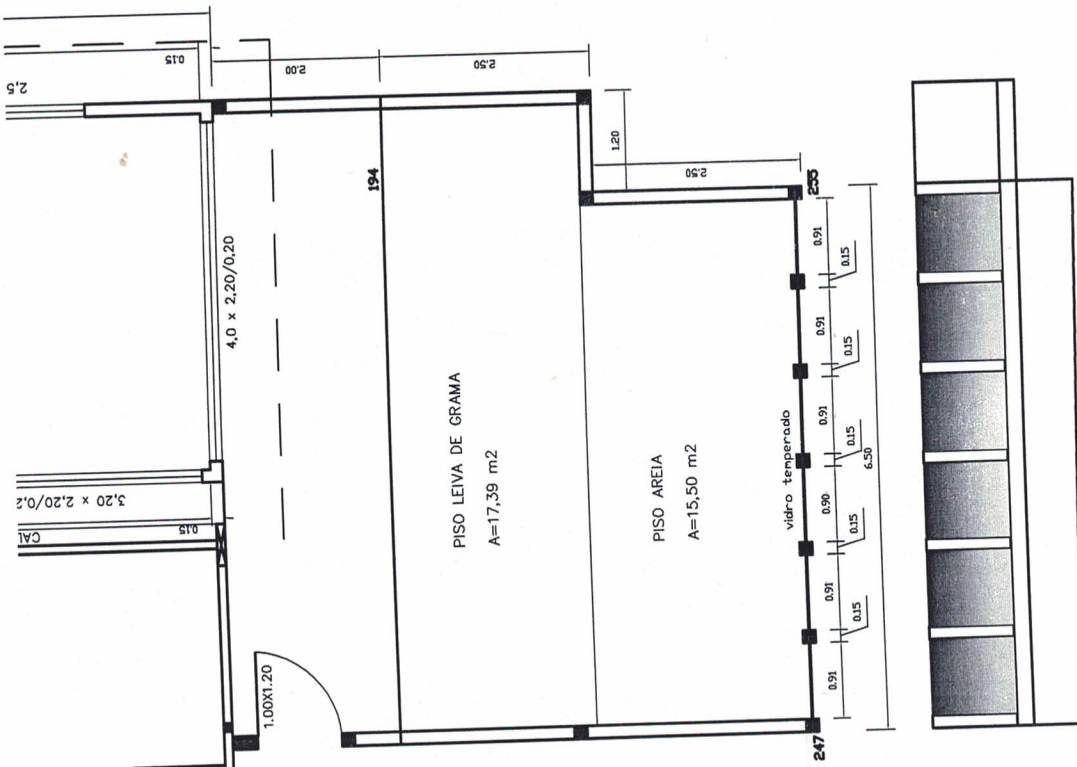 0.15
2.00
2.50
2,5
1.20
194
2.50
255
4,0 x 2,20/0,20
0.91
0.15
0.91
0.15
PISO LEIVA DE GRAMA
A=17,39 m2
0.91
0.15
6.50
vidro temperado
PISO AREIA
A=15,50 m2
3,20 x 2,20/0,2
CAL
0.15
0.90
0.15
0.91
0.15
1.00X1.20
0.91
247